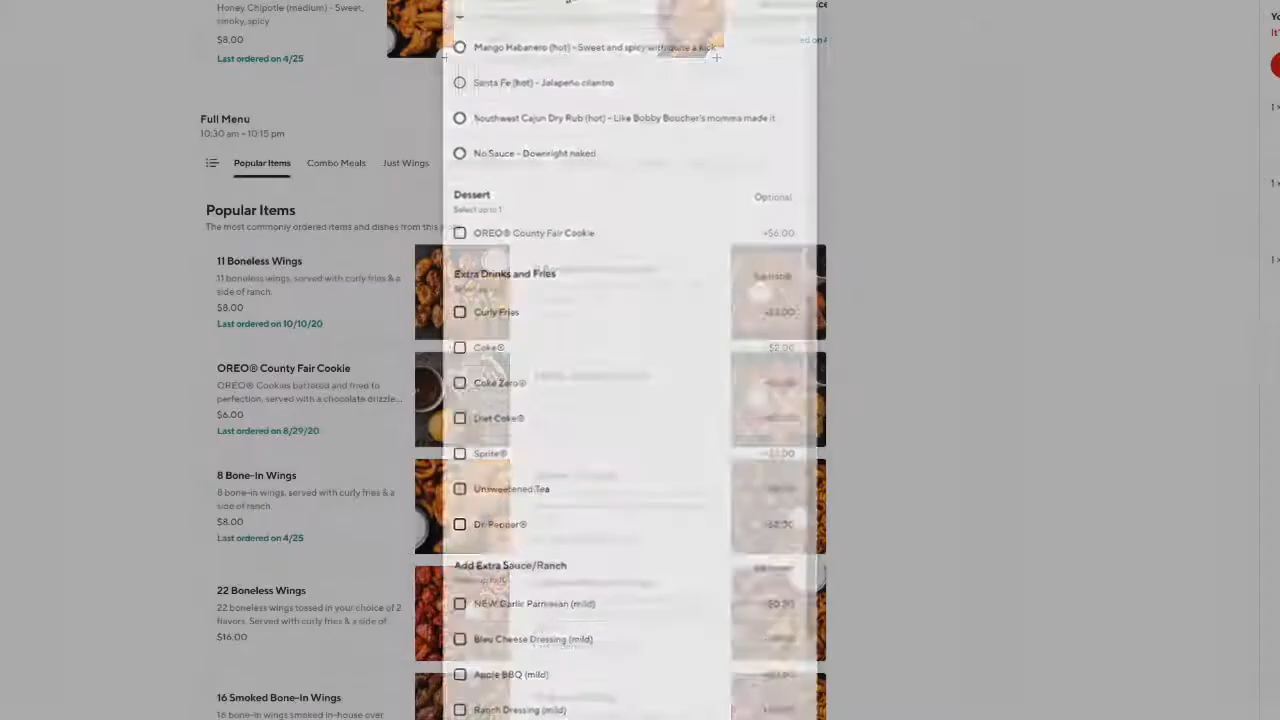 Honey Chipotle (medium) - Sweet,
smoky, spicy
$8.00
Last ordered on 4/25
Full Menu
10:30 am - 10:15 pm
Popular Items
Combo Meals
Just Wings
Popular Items
The most commonly ordered items and dishes from this
11 Boneless Wings
11 boneless wings, served with curly fries & a
side of ranch.
$8.00
Last ordered on 10/10/20
OREO® County Fair Cookie
OREO® Cookies battered and fried to
perfection, served with a chocolate drizzle...
$6.00
Last ordered on 8/29/20
8 Bone-In Wings
8 bone-in wings, served with curly fries & a
side of ranch.
$8.00
Last ordered on 4/25
22 Boneless Wings
22 boneless wings tossed in your choice of 2
flavors. Served with curly fries & a side of
$16.00
16 Smoked Bone-In Wings
16 bone-in wings smoked in-house over
Mango Habanero (hot) - Sweet and spicy with quite a kick
Santa Fe (hot) - Jalapeño cilantro
Southwest Cajun Dry Rub (hot) - Like Bobby Boucher's momma made it
No Sauce - Downright naked
Dessert
Optional
Select up to 1
OREO® County Fair Cookie
+$6.00
Extra Drinks and Fries
Curly Fries
Coke®
$2.00
Coke Zero®
Diet Coke®
Sprite®
Unsweetened Tea
Dr Pepper®
Add Extra Sauce/Ranch
NEW Garlic Parmesan (mild)
Bleu Cheese Dressing (mild)
Apple BBQ (mild)
Ranch Dressing (mild)